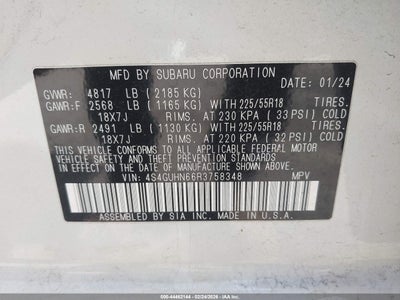 MFD BY SUBARU CORPORATION
DATE: 01/24
GVWR: 4817 LB (2185 KG)
GAWR:F 2568 LB (1165 KG) WITH 225/55R18 TIRES.
18X7J RIMS. AT 230 KPA (33 PSI) COLD
GAWR:R 2491 LB (1130 KG) WITH 225/55R18 TIRES.
18X7J RIMS. AT 220 KPA (32 PSI) COLD
THIS VEHICLE CONFORMS TO ALL APPLICABLE FEDERAL MOTOR
VEHICLE SAFETY AND THEFT PREVENTION STANDARDS
IN EFFECT ON THE DATE OF MANUFACTURE SHOWN ABOVE.
VIN: 4S4GUHN66R3758348 MPV
ASSEMBLED BY SIA INC. IN U.S.A.
000-44462144 - 02/24/2026 - IAAI.COM